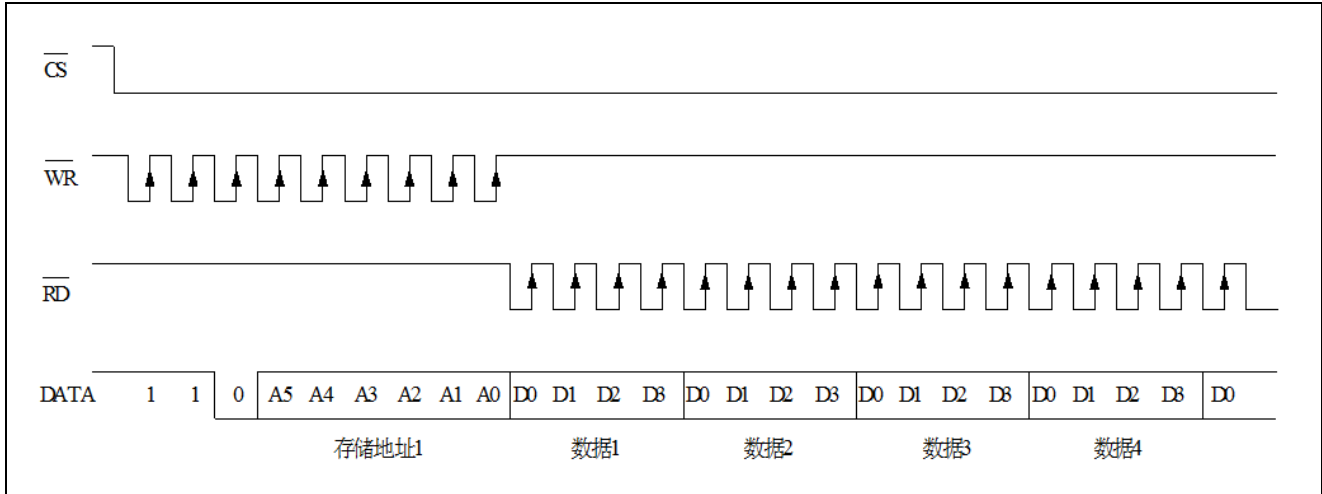 CS
WR
RD
DATA 1 1 0 A5 A4 A3 A2 A1 A0 D0 D1 D2 D3 D0 D1 D2 D3 D0 D1 D2 D3 D0 D1 D2 D3 D0
存储地址1 数据1 数据2 数据3 数据4